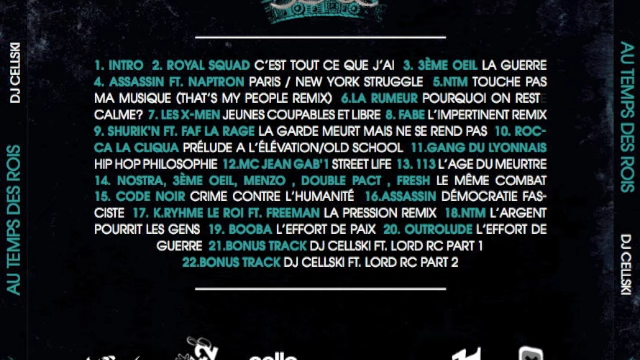 DJ CELLSKI
AU TEMPS DES ROIS
1. INTRO 2. ROYAL SQUAD C'EST TOUT CE QUE J'AI 3. 3ÈME OEIL LA GUERRE
4. ASSASSIN FT. NAPTRON PARIS / NEW YORK STRUGGLE 5.NTM TOUCHE PAS
MA MUSIQUE (THAT'S MY PEOPLE REMIX) 6.LA RUMEUR POURQUOI ON REST
CALME? 7. LES X-MEN JEUNES COUPABLES ET LIBRE 8. FABE L'IMPERTINENT REMIX
9. SHURIK'N FT. FAF LA RAGE LA GARDE MEURT MAIS NE SE REND PAS 10. ROC-
CA LA CLIQUA PRÉLUDE A L'ÉLÉVATION/OLD SCHOOL 11.GANG DU LYONNAIS
HIP HOP PHILOSOPHIE 12.MC JEAN GAB'1 STREET LIFE 13. 113 L'AGE DU MEURTRE
14. NOSTRA, 3ÈME OEIL, MENZO , DOUBLE PACT , FRESH LE MÊME COMBAT
15. CODE NOIR CRIME CONTRE L'HUMANITÉ 16.ASSASSIN DÉMOCRATIE FAS-
CISTE 17. K.RYHME LE ROI FT. FREEMAN LA PRESSION REMIX 18.NTM L'ARGENT
POURRIT LES GENS 19. BOOBA L'EFFORT DE PAIX 20. OUTROLUDE L'EFFORT DE
GUERRE 21.BONUS TRACK DJ CELLSKI FT. LORD RC PART 1
22.BONUS TRACK DJ CELLSKI FT. LORD RC PART 2
AU TEMPS DES ROIS
DJ CELLSKI